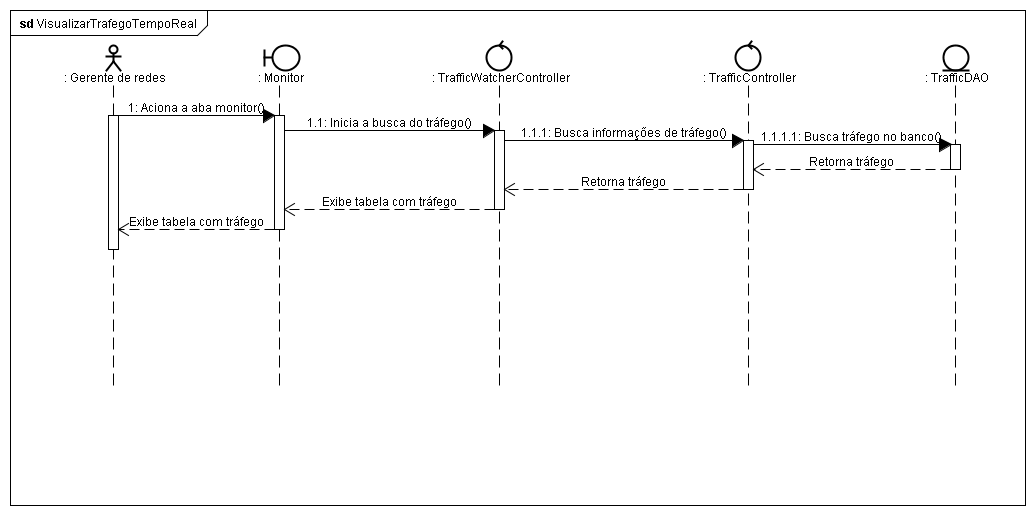 sd VisualizarTrafegoTempoReal
: Gerente de redes
: Monitor
: TrafficWatcherController
: TrafficController
: TrafficDAO
1: Aciona a aba monitor()
1.1: Inicia a busca do tráfego()
1.1.1: Busca informações de tráfego()
1.1.1.1: Busca tráfego no banco()
Retorna tráfego
Retorna tráfego
Exibe tabela com tráfego
Exibe tabela com tráfego